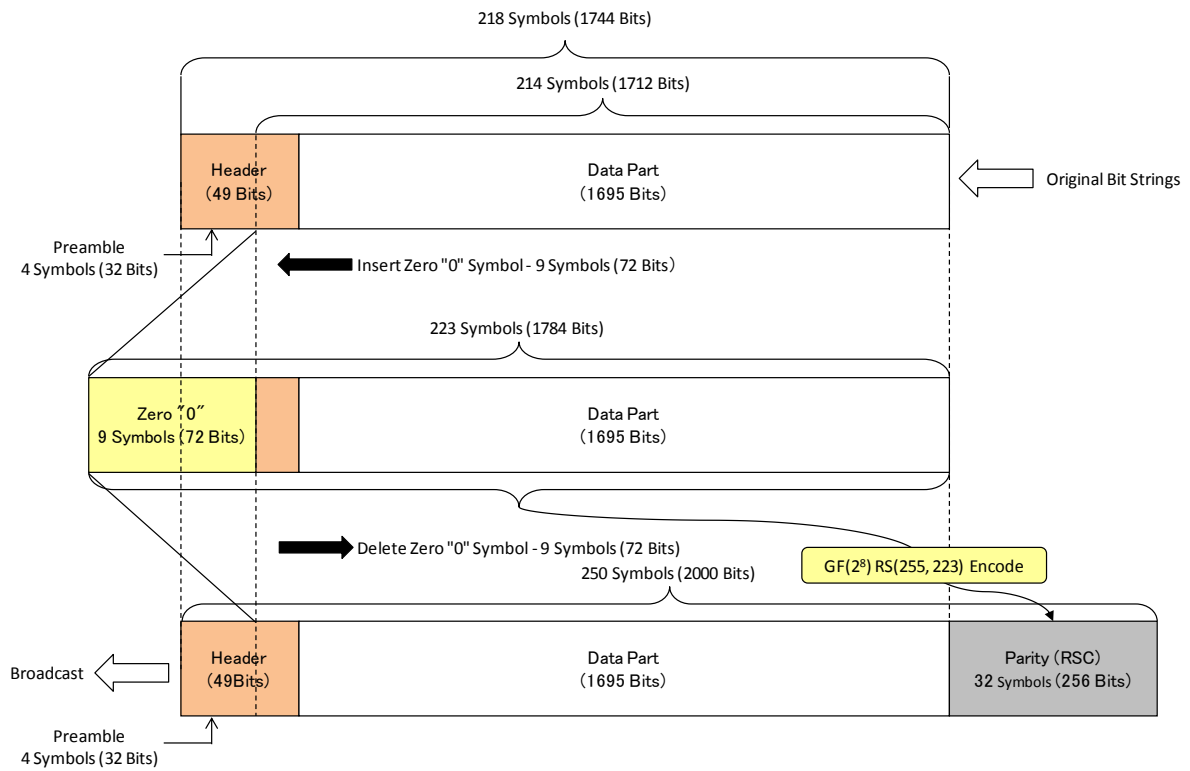 218 Symbols (1744 Bits)
214 Symbols (1712 Bits)
Header
(49 Bits)
Data Part
(1695 Bits)
Original Bit Strings
Preamble
4 Symbols (32 Bits)
Insert Zero "0" Symbol - 9 Symbols (72 Bits)
223 Symbols (1784 Bits)
Zero "0"
9 Symbols (72 Bits)
Data Part
(1695 Bits)
Delete Zero "0" Symbol - 9 Symbols (72 Bits)
GF(2⁸) RS(255, 223) Encode
250 Symbols (2000 Bits)
Broadcast
Header
(49Bits)
Data Part
(1695 Bits)
Parity (RSC)
32 Symbols (256 Bits)
Preamble
4 Symbols (32 Bits)